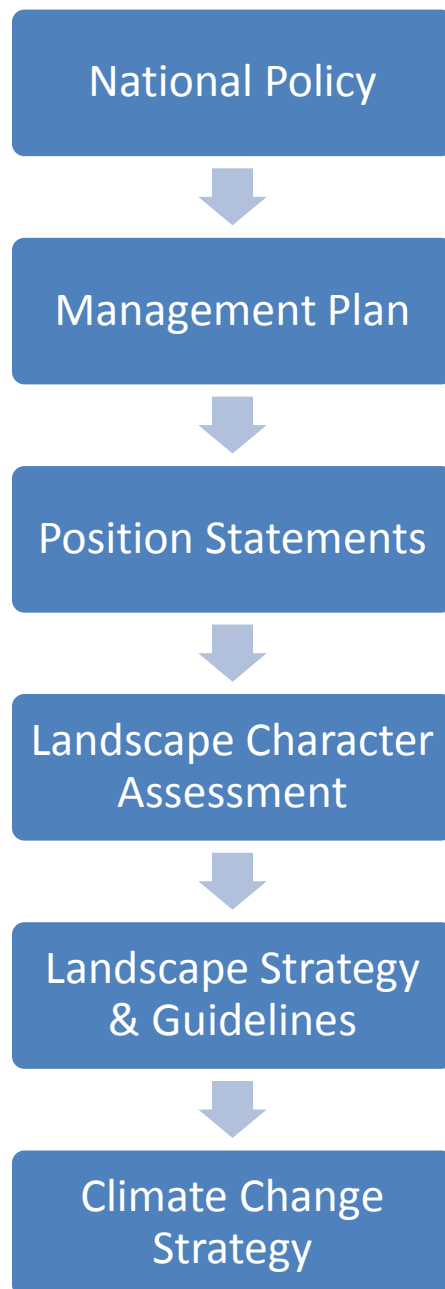 National Policy
Management Plan
Position Statements
Landscape Character
Assessment
Landscape Strategy
& Guidelines
Climate Change
Strategy